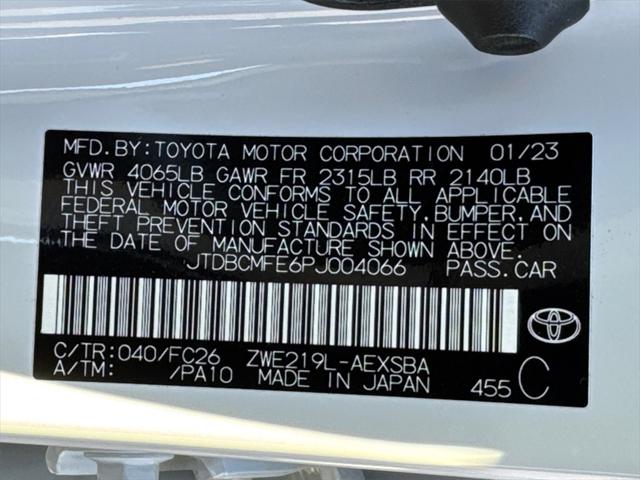 MFD.BY:TOYOTA MOTOR CORPORATION 01/23
GVWR 4065LB GAWR FR 2315LB RR 2140LB
THIS VEHICLE CONFORMS TO ALL APPLICABLE
FEDERAL MOTOR VEHICLE SAFETY,BUMPER,AND
THEFT PREVENTION STANDARDS IN EFFECT ON
THE DATE OF MANUFACTURE SHOWN ABOVE.
JTDBCMFE6PJ004066 PASS.CAR
C/TR:040/FC26 ZWE219L-AEXSBA
A/TM: /PA10 MADE IN JAPAN 455 C